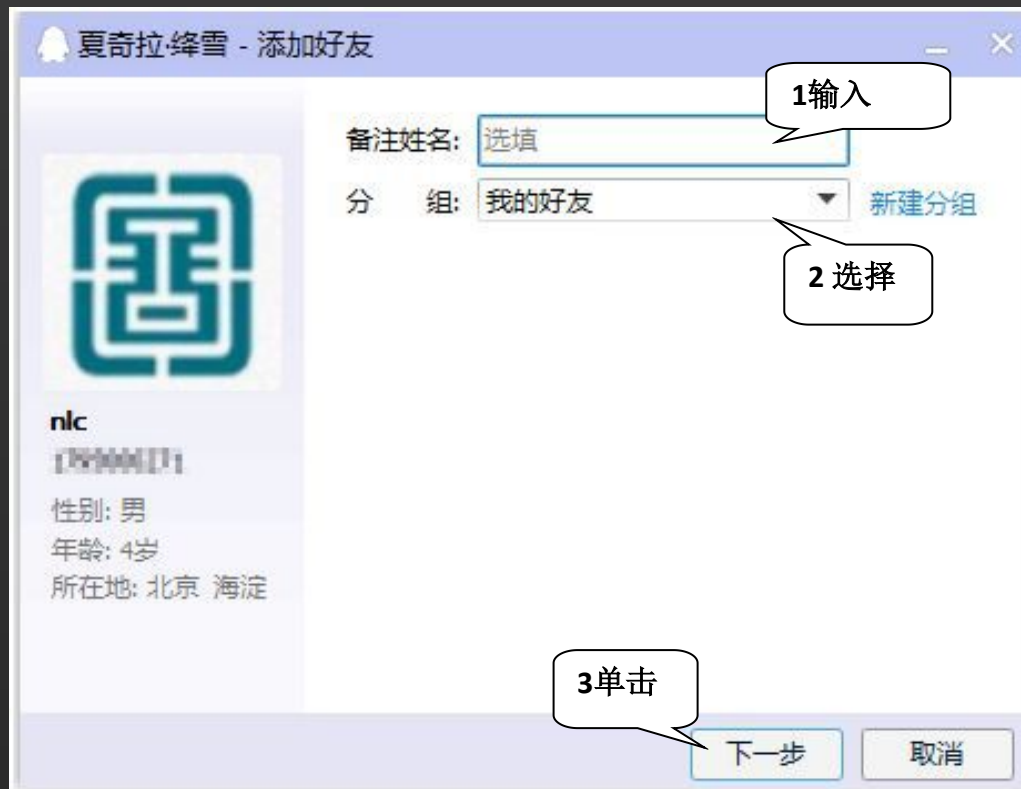 夏奇拉·绛雪 - 添加好友
1输入
备注姓名: 选填
分 组: 我的好友 新建分组
2 选择
nlc
性别: 男
年龄: 4岁
所在地: 北京 海淀
3单击
下一步 取消